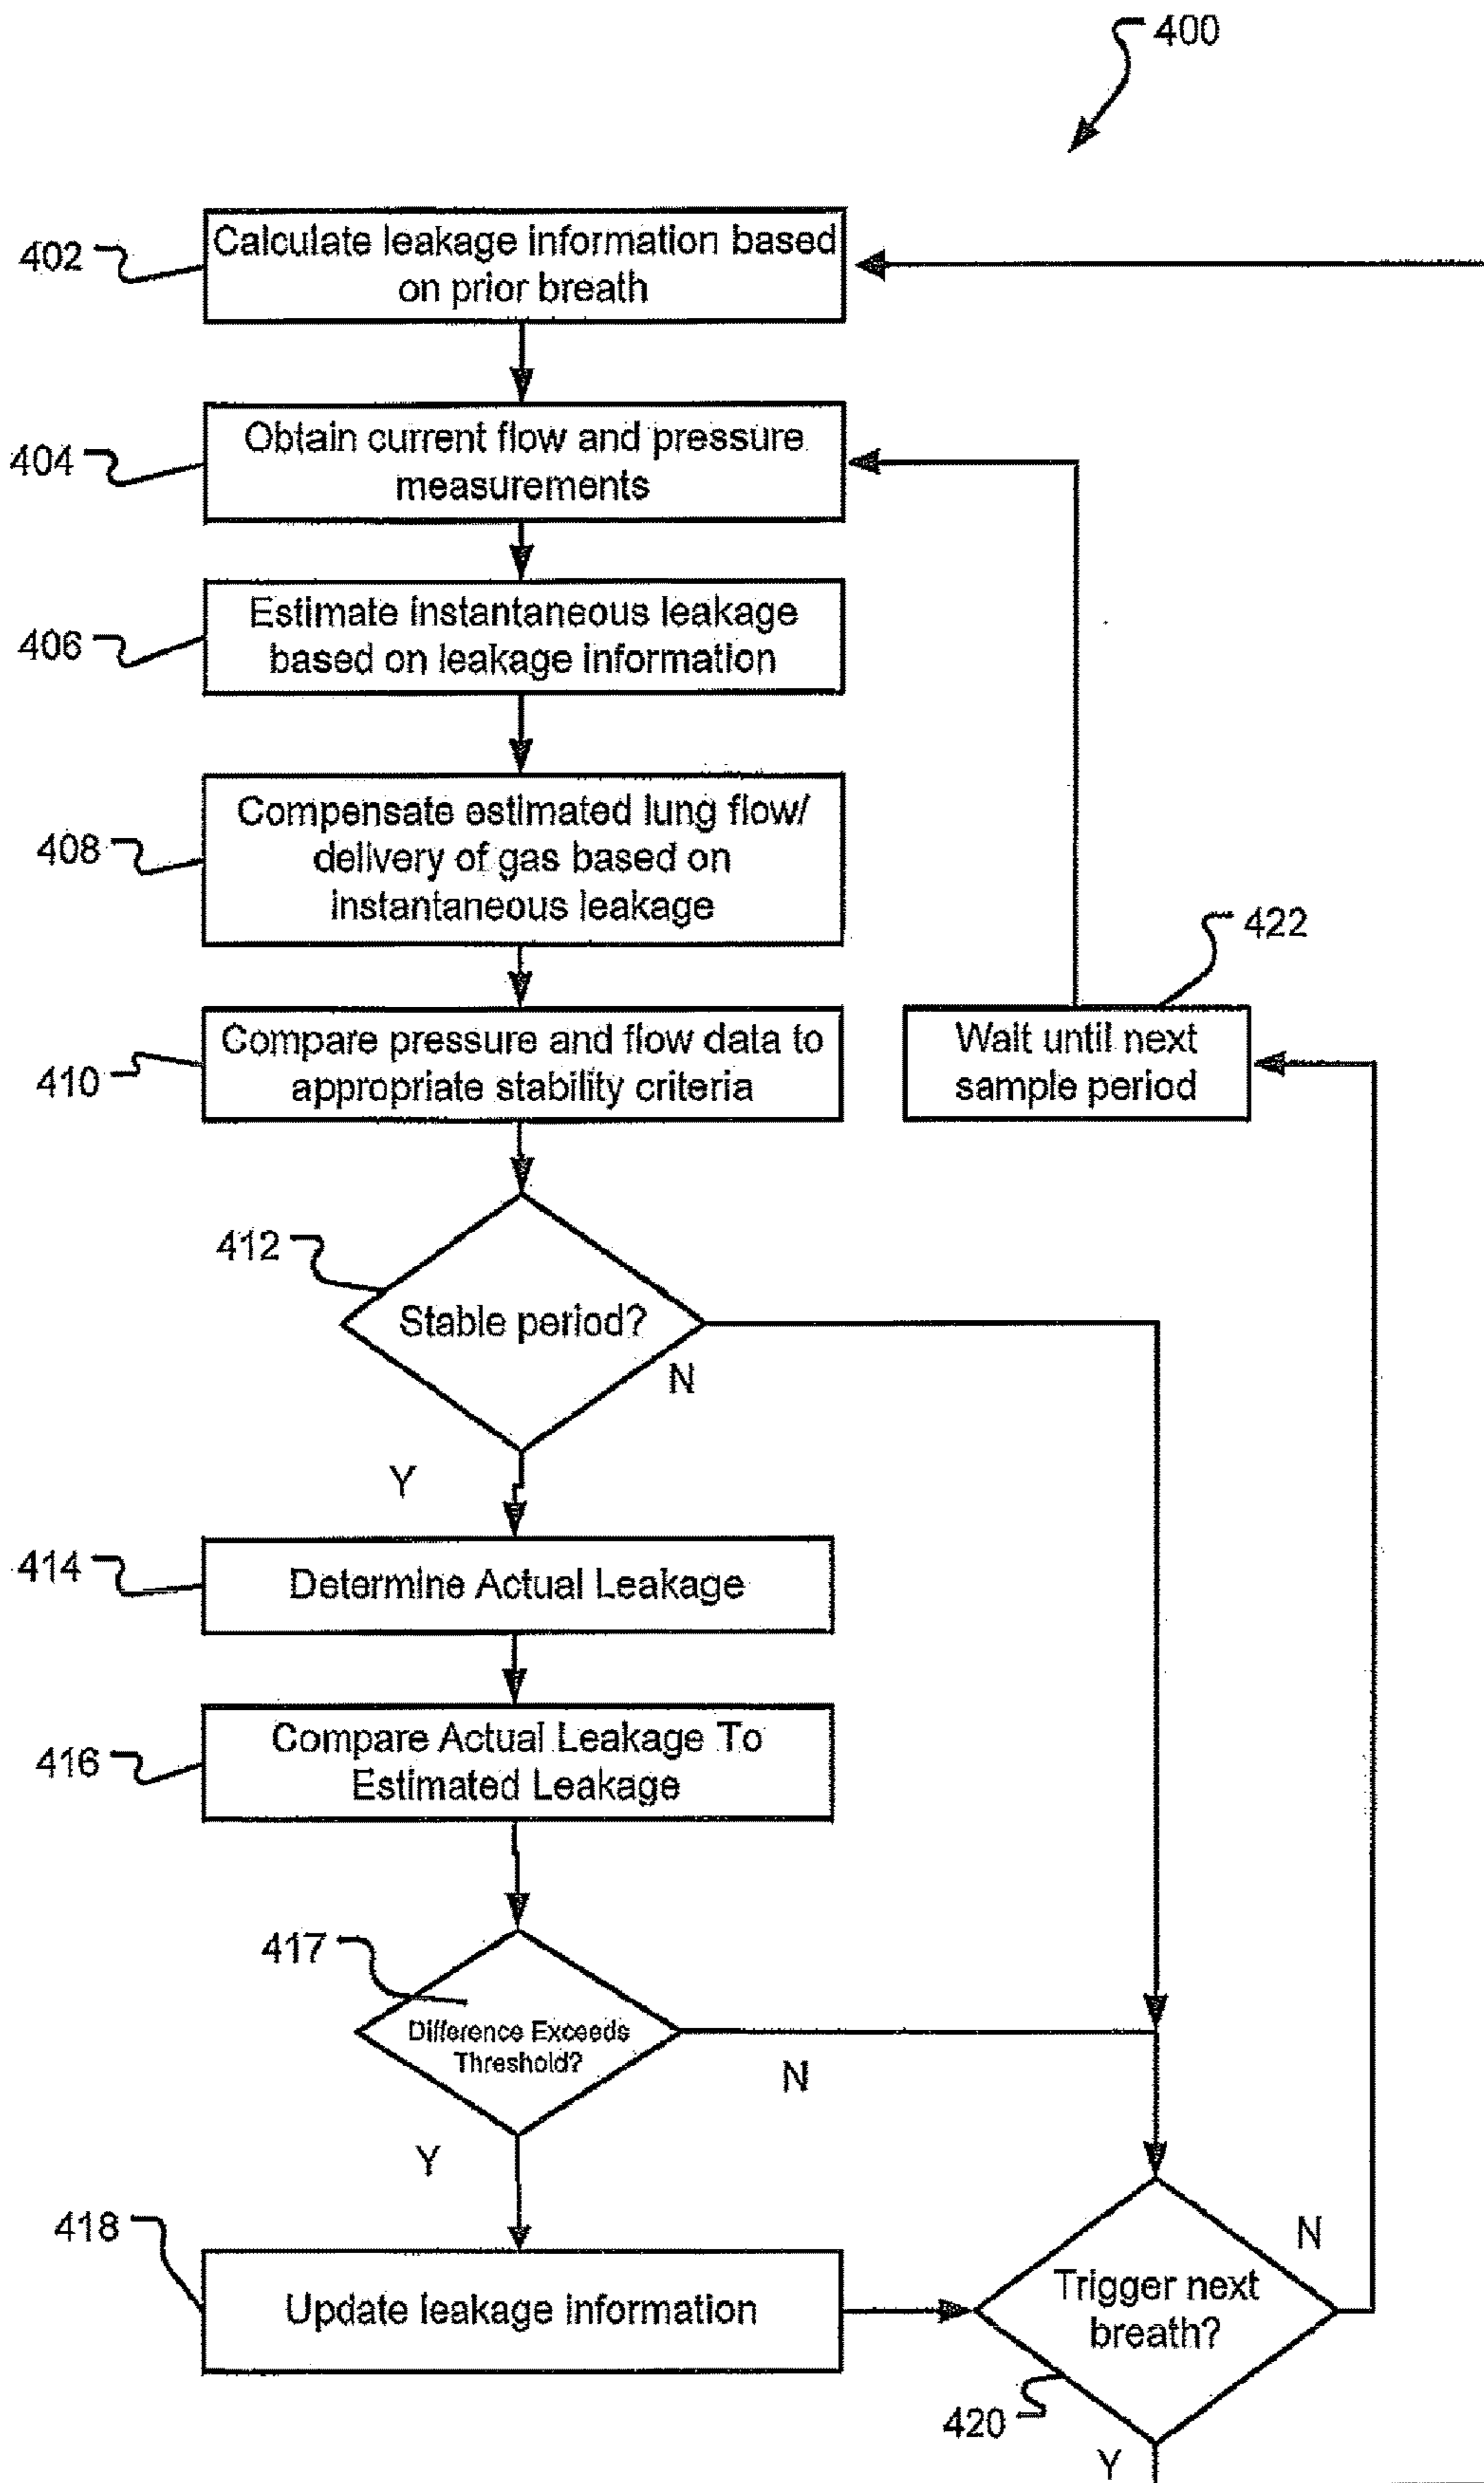 400
402
Calculate leakage information based
on prior breath
404
Obtain current flow and pressure
measurements
406
Estimate instantaneous leakage
based on leakage information
408
Compensate estimated lung flow/
delivery of gas based on
instantaneous leakage
422
410
Compare pressure and flow data to
appropriate stability criteria
Wait until next
sample period
412
Stable period?
N
Y
414
Determine Actual Leakage
416
Compare Actual Leakage To
Estimated Leakage
417
Difference Exceeds
Threshold?
N
Y
418
Update leakage information
Trigger next
breath?
N
420
Y